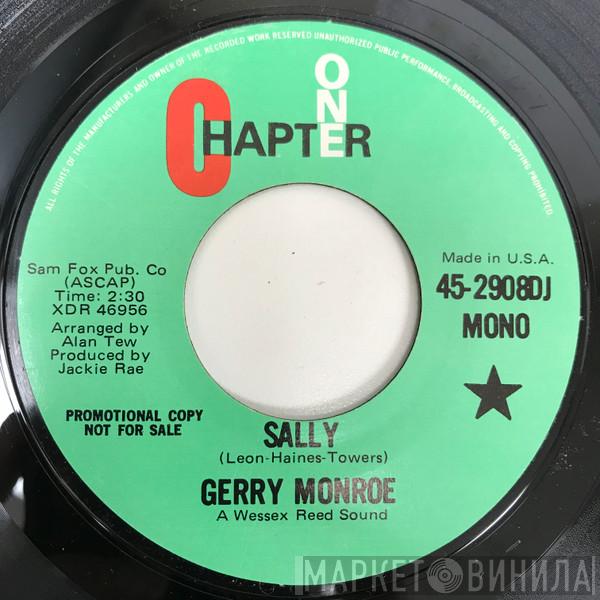 ALL RIGHTS OF THE MANUFACTURERS AND OWNER OF THE RECORDED WORK RESERVED UNAUTHORIZED PUBLIC PERFORMANCE, BROADCASTING AND COPYING PROHIBITED
CHAPTER ONE
Sam Fox Pub. Co
(ASCAP)
Time: 2:30
XDR 46956
Arranged by
Alan Tew
Produced by
Jackie Rae
Made in U.S.A.
45-2908DJ
MONO
PROMOTIONAL COPY
NOT FOR SALE
SALLY
(Leon-Haines-Towers)
GERRY MONROE
A Wessex Reed Sound
МАРКЕТ ВИНИЛА